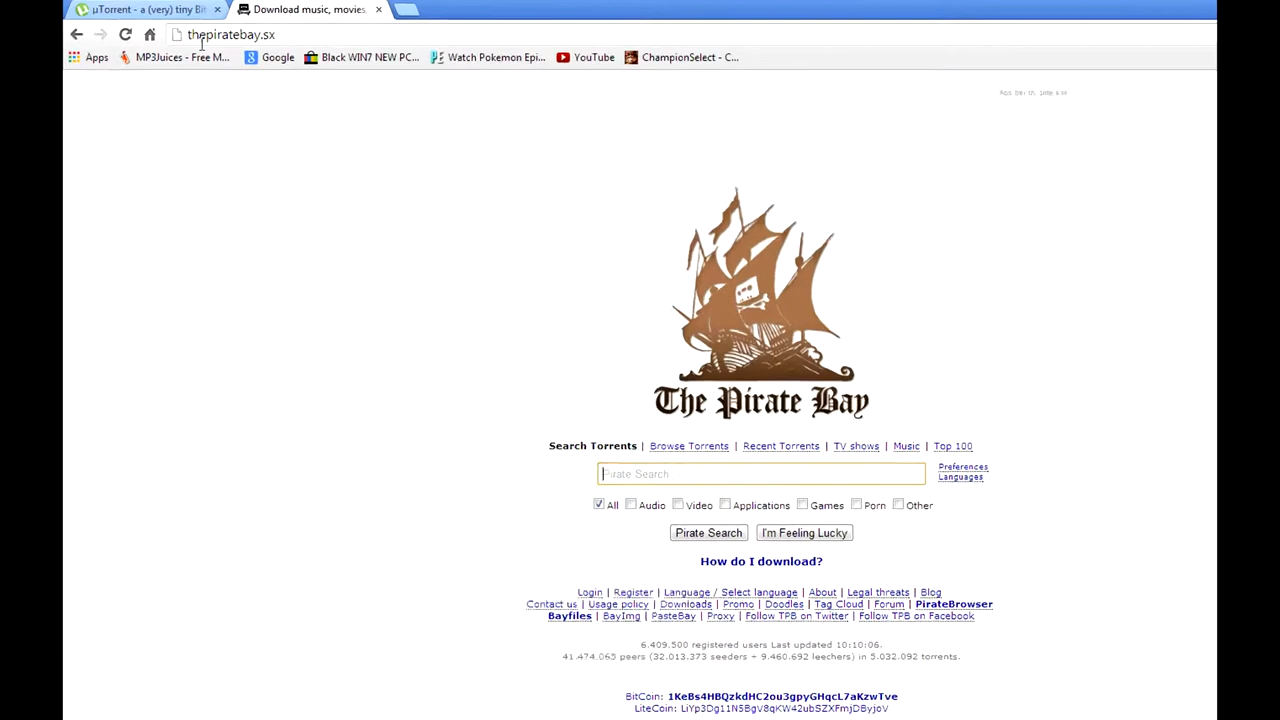 µTorrent - a (very) tiny Bit
Download music, movies,
thepiratebay.sx
Apps MP3Juices - Free M... Google Black WIN7 NEW PC... Watch Pokemon Epi... YouTube ChampionSelect - C...
The Pirate Bay
Search Torrents | Browse Torrents | Recent Torrents | TV shows | Music | Top 100
Pirate Search
Preferences
Languages
All Audio Video Applications Games Porn Other
Pirate Search I'm Feeling Lucky
How do I download?
Login | Register | Language / Select language | About | Legal threats | Blog
Contact us | Usage policy | Downloads | Promo | Doodles | Tag Cloud | Forum | PirateBrowser
Bayfiles | BayImg | PasteBay | Proxy | Follow TPB on Twitter | Follow TPB on Facebook
6.409.500 registered users Last updated 10:10:06.
41.474.065 peers (32.013.373 seeders + 9.460.692 leechers) in 5.032.092 torrents.
BitCoin: 1KeBs4HBQzkdHC2ou3gpyGHqcL7aKzwTve
LiteCoin: LiYp3Dg11N5BgV8qKW42ubSZXFmjDByjoV